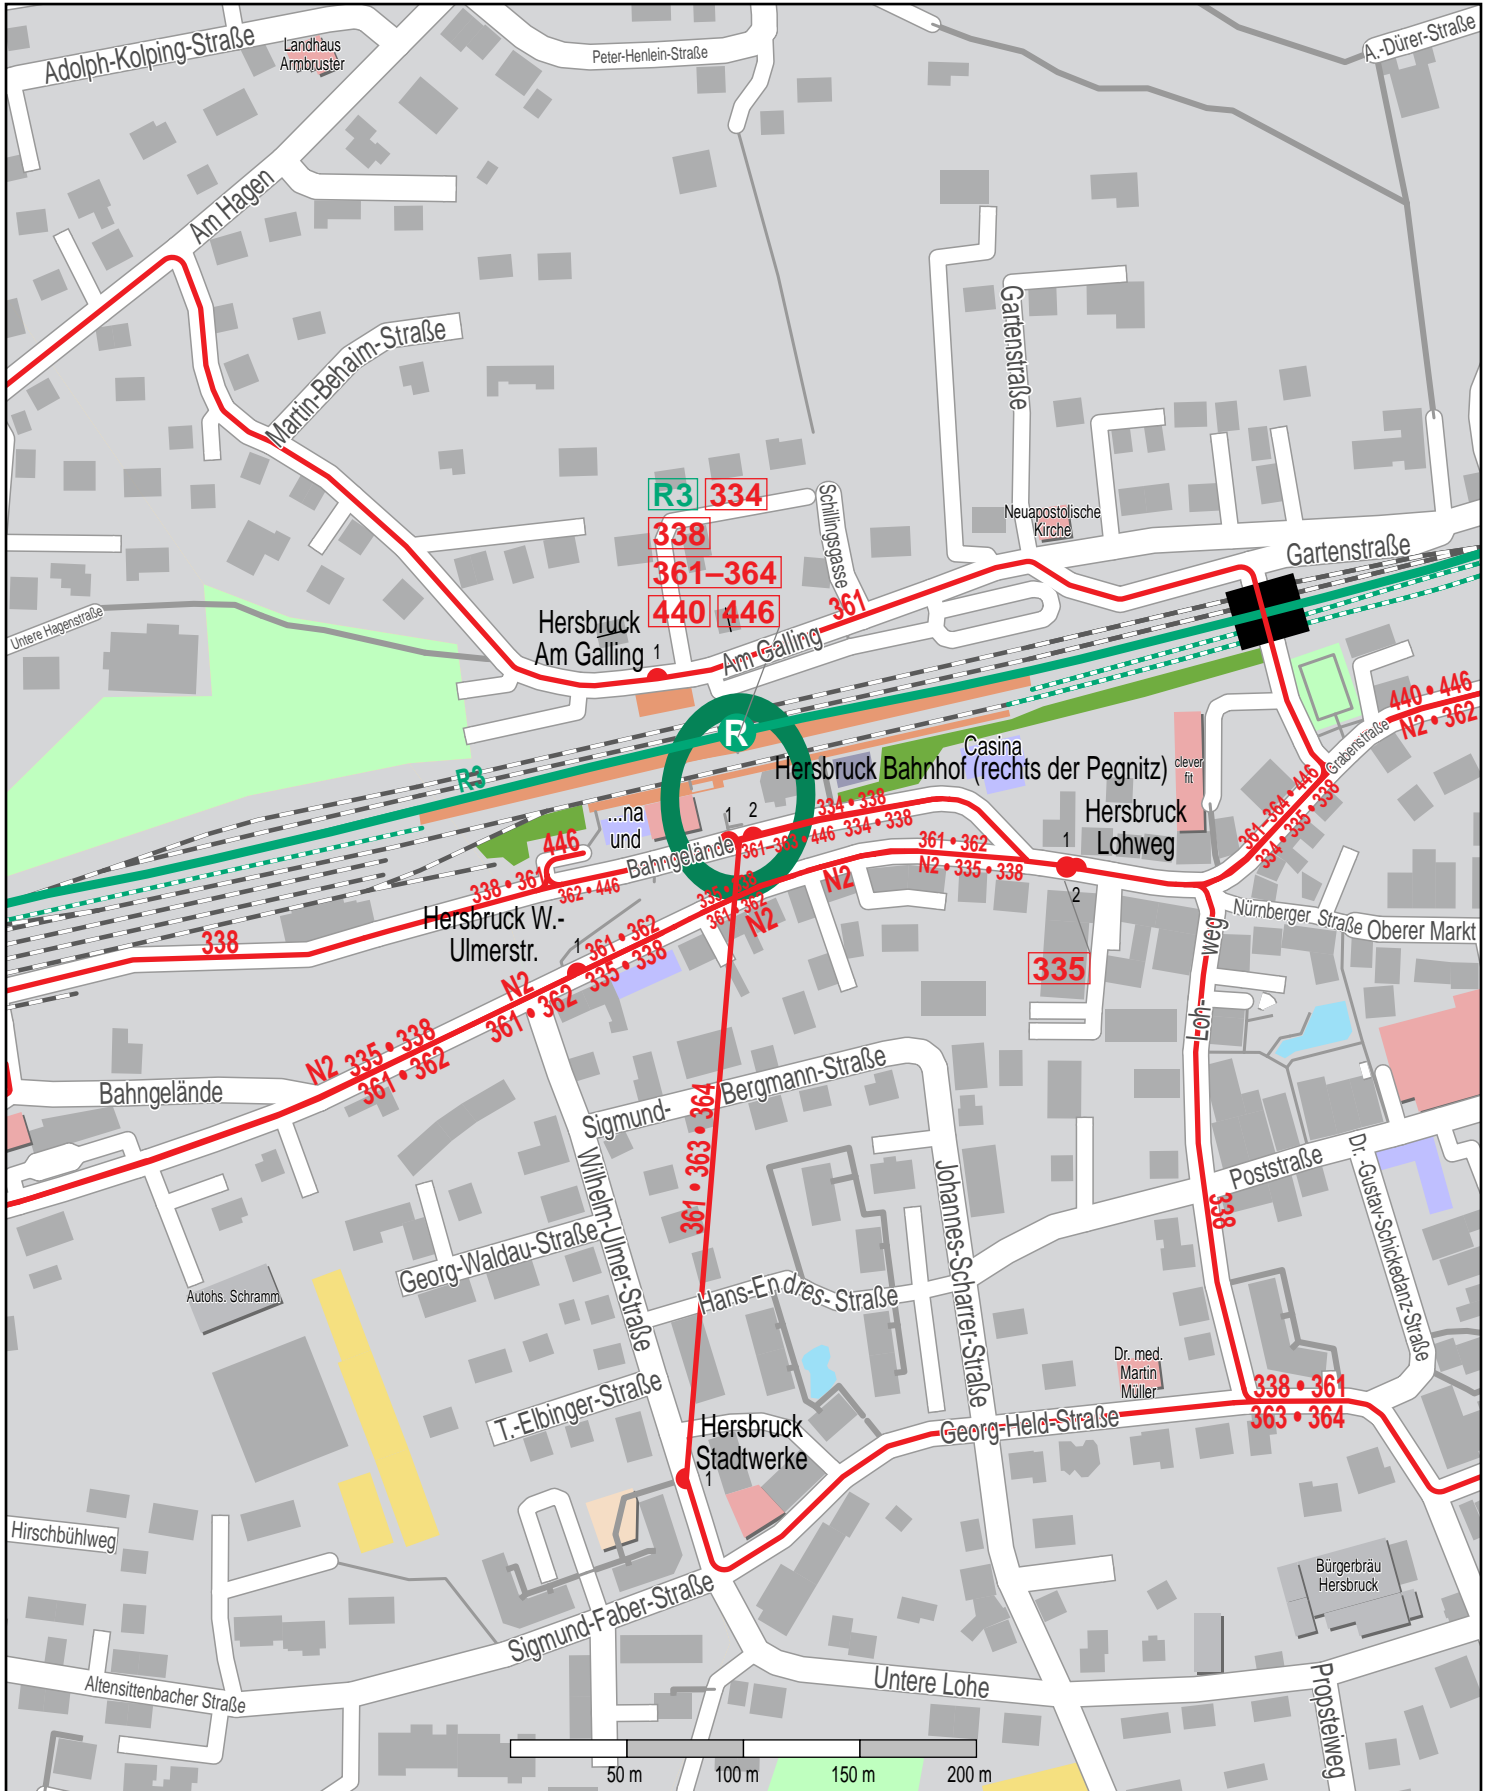 Adolph-Kolping-Straße
Landhaus
Armbruster
Peter-Henlein-Straße
A.-Dürer-Straße
Am Hagen
Martin-Behaim-Straße
Gartenstraße
R3 334
338
361–364
440 446
Schillingsgasse
Neuapostolische
Kirche
Gartenstraße
Untere Hagenstraße
Hersbruck
Am Galling 1
361
Am Galling
R
R3
440 • 446
N2 • 362
Grabenstraße
Casina
Hersbruck Bahnhof (rechts der Pegnitz)
clever
fit
Hersbruck
Lohweg
1
2
...na
und
1 2
334 • 338
361–363 • 446 334 • 338
361 • 362
N2 • 335 • 338
361–364 • 446
334 • 335 • 338
446
Bahngelände
338 • 361
362 • 446
N2
N2
361 • 362
Hersbruck W.-
Ulmerstr.
1
361 • 362
335 • 338
338
N2
361 • 362
335
Nürnberger Straße
Oberer Markt
Loh-
weg
N2 335 • 338
361 • 362
Bahngelände
Sigmund-
Bergmann-Straße
361 • 363 • 364
Wilhelm-Ulmer-Straße
Johannes-Scharrer-Straße
Poststraße
Dr.-Gustav-Schickedanz-Straße
338
Georg-Waldau-Straße
Autohs. Schramm
Hans-Endres-Straße
Dr. med.
Martin
Müller
338 • 361
363 • 364
T.-Elbinger-Straße
Georg-Held-Straße
Hersbruck
Stadtwerke
1
Hirschbühlweg
Bürgerbräu
Hersbruck
Sigmund-Faber-Straße
Altensittenbacher Straße
Untere Lohe
Propsteiweg
50 m 100 m 150 m 200 m